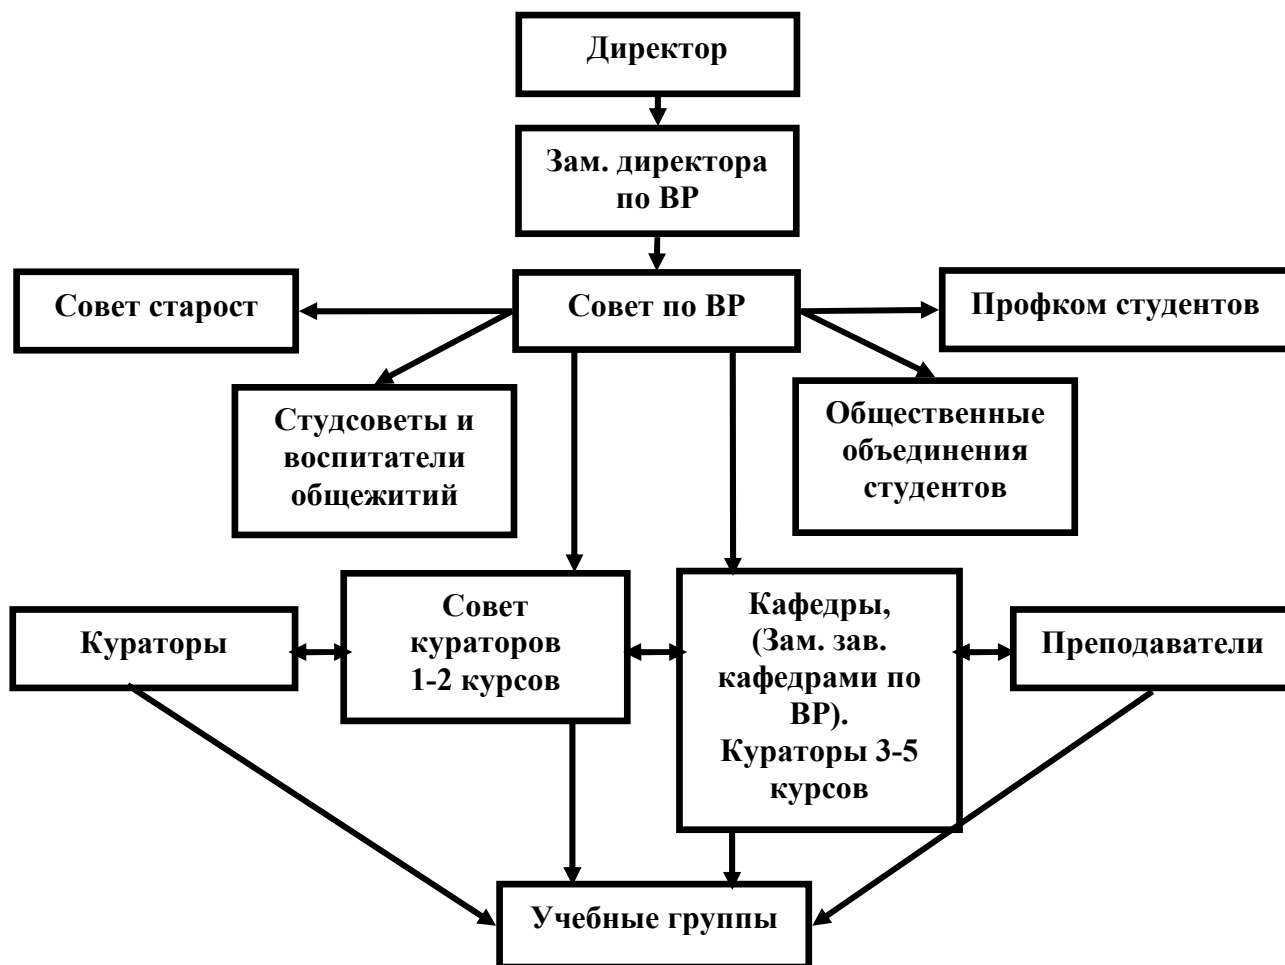 Директор
Зам. директора
по ВР
Совет старост
Совет по ВР
Профком студентов
Студсоветы и
воспитатели
общежитий
Общественные
объединения
студентов
Кураторы
Совет
кураторов
1-2 курсов
Кафедры,
(Зам. зав.
кафедрами по
ВР).
Кураторы 3-5
курсов
Преподаватели
Учебные группы